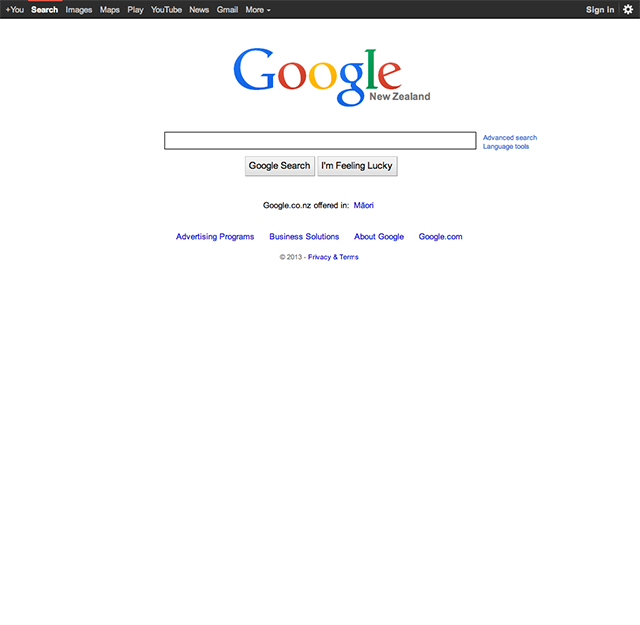 +You Search Images Maps Play YouTube News Gmail More Sign in
Google
New Zealand
Advanced search
Language tools
Google Search I'm Feeling Lucky
Google.co.nz offered in: Māori
Advertising Programs Business Solutions About Google Google.com
© 2013 - Privacy & Terms